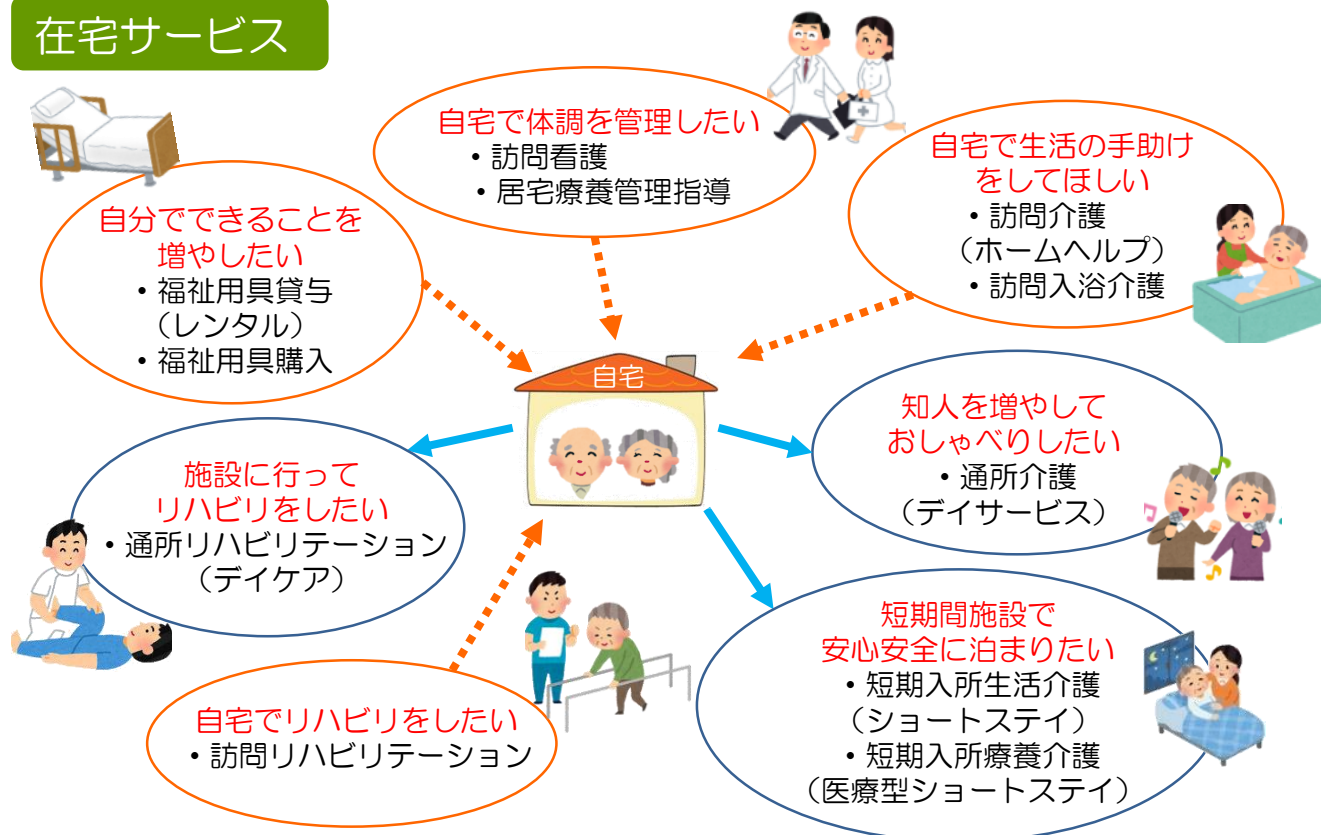 在宅サービス
自宅で体調を管理したい
・訪問看護
・居宅療養管理指導
自宅で生活の手助け
をしてほしい
・訪問介護
（ホームヘルプ）
・訪問入浴介護
自分でできることを
増やしたい
・福祉用具貸与
（レンタル）
・福祉用具購入
自宅
知人を増やして
おしゃべりしたい
・通所介護
（デイサービス）
施設に行って
リハビリをしたい
・通所リハビリテーション
（デイケア）
短期間施設で
安心安全に泊まりたい
・短期入所生活介護
（ショートステイ）
・短期入所療養介護
（医療型ショートステイ）
自宅でリハビリをしたい
・訪問リハビリテーション